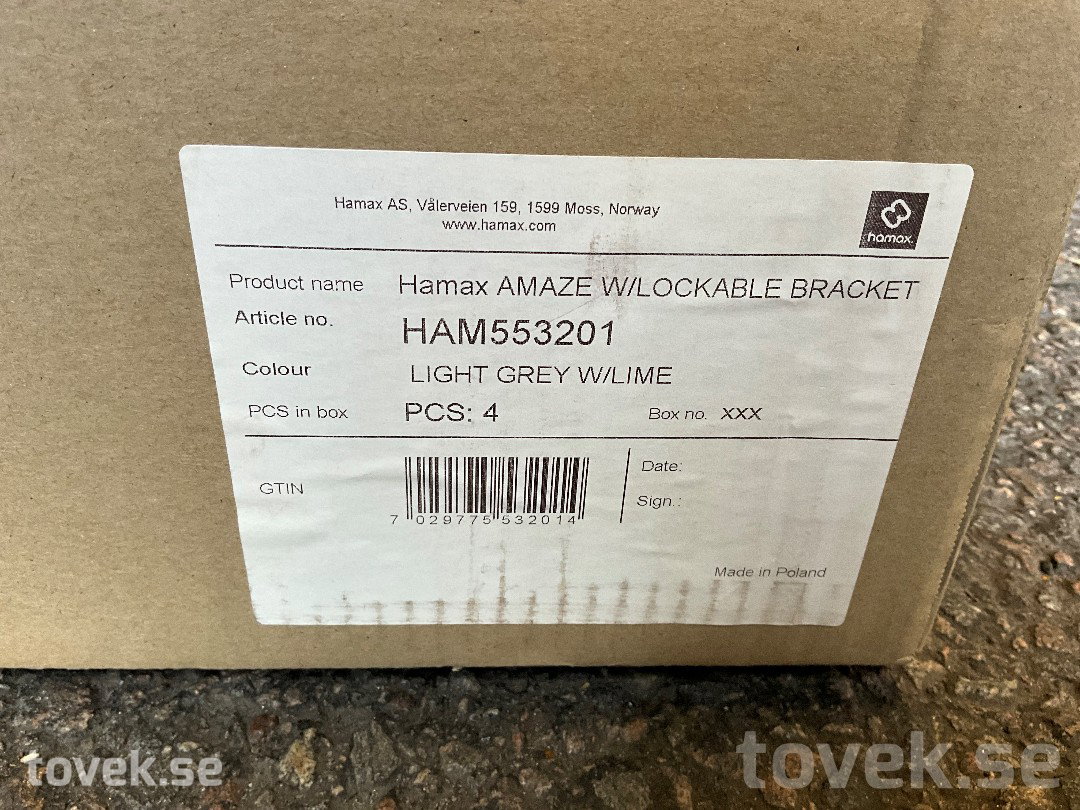 Hamax AS, Vålerveien 159, 1599 Moss, Norway
www.hamax.com
hamax.
Product name Hamax AMAZE W/LOCKABLE BRACKET
Article no. HAM553201
Colour LIGHT GREY W/LIME
PCS in box PCS: 4 Box no. XXX
GTIN
7 029775 532014
Date:
Sign.:
Made in Poland
tovek.se
tovek.se